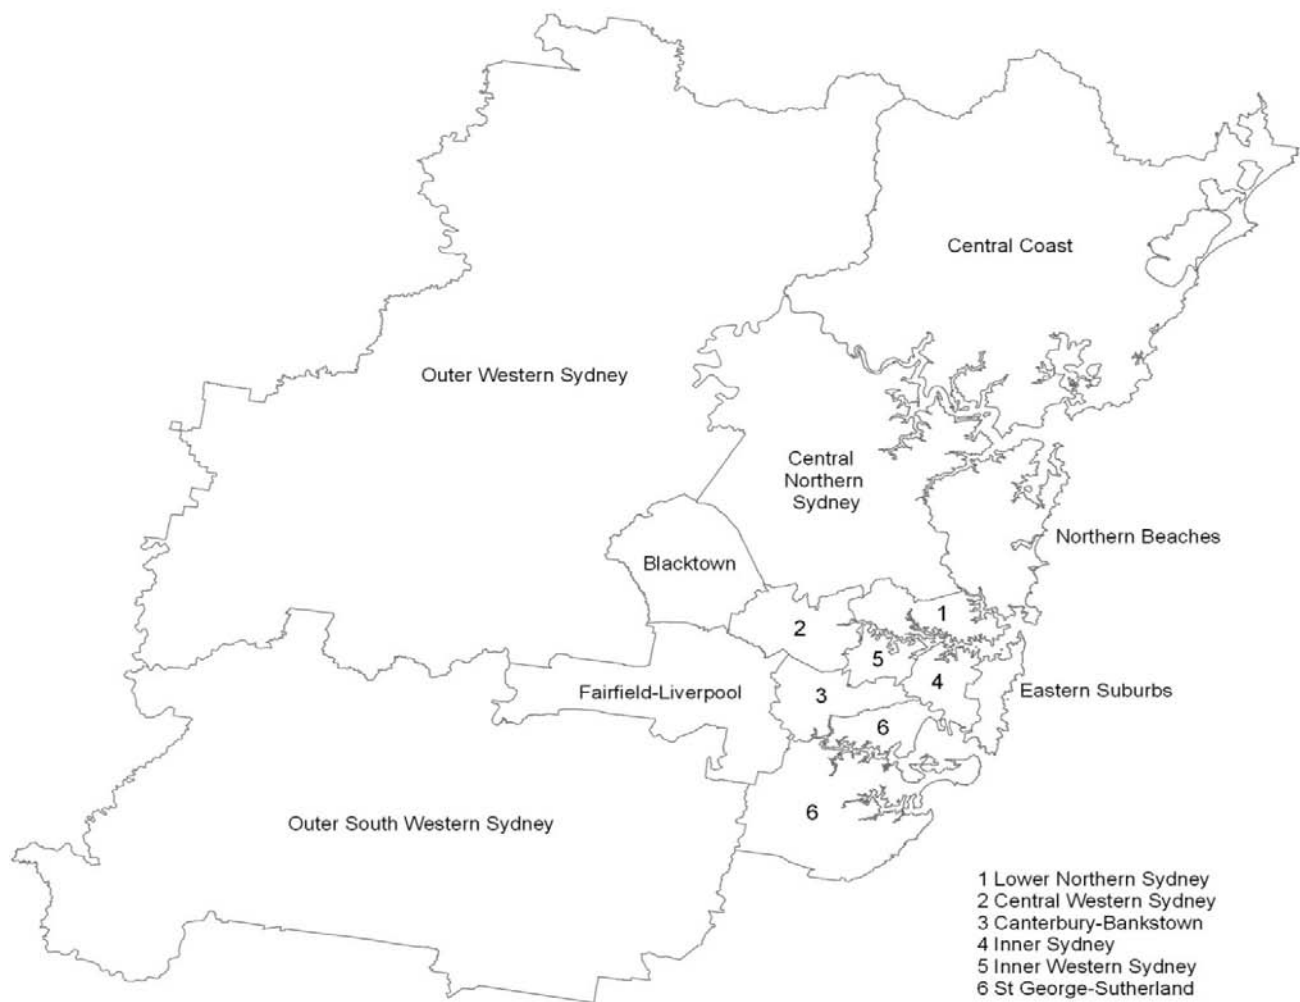 Central Coast
Outer Western Sydney
Central
Northern
Sydney
Northern Beaches
Blacktown
1
2
5
4
Fairfield-Liverpool
3
Eastern Suburbs
6
6
Outer South Western Sydney
1 Lower Northern Sydney
2 Central Western Sydney
3 Canterbury-Bankstown
4 Inner Sydney
5 Inner Western Sydney
6 St George-Sutherland